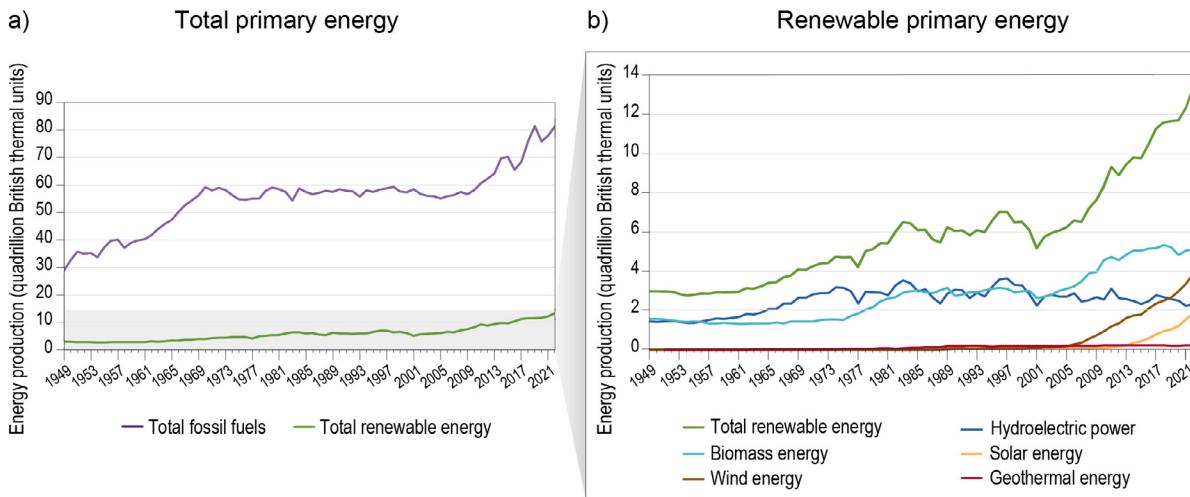 a) Total primary energy
Energy production (quadrillion British thermal units)
90
80
70
60
50
40
30
20
10
0
1949 1953 1957 1961 1965 1969 1973 1977 1981 1985 1989 1993 1997 2001 2005 2009 2013 2017 2021
Total fossil fuels Total renewable energy
b) Renewable primary energy
Energy production (quadrillion British thermal units)
14
12
10
8
6
4
2
0
1949 1953 1957 1961 1965 1969 1973 1977 1981 1985 1989 1993 1997 2001 2005 2009 2013 2017 2021
Total renewable energy Hydroelectric power
Biomass energy Solar energy
Wind energy Geothermal energy